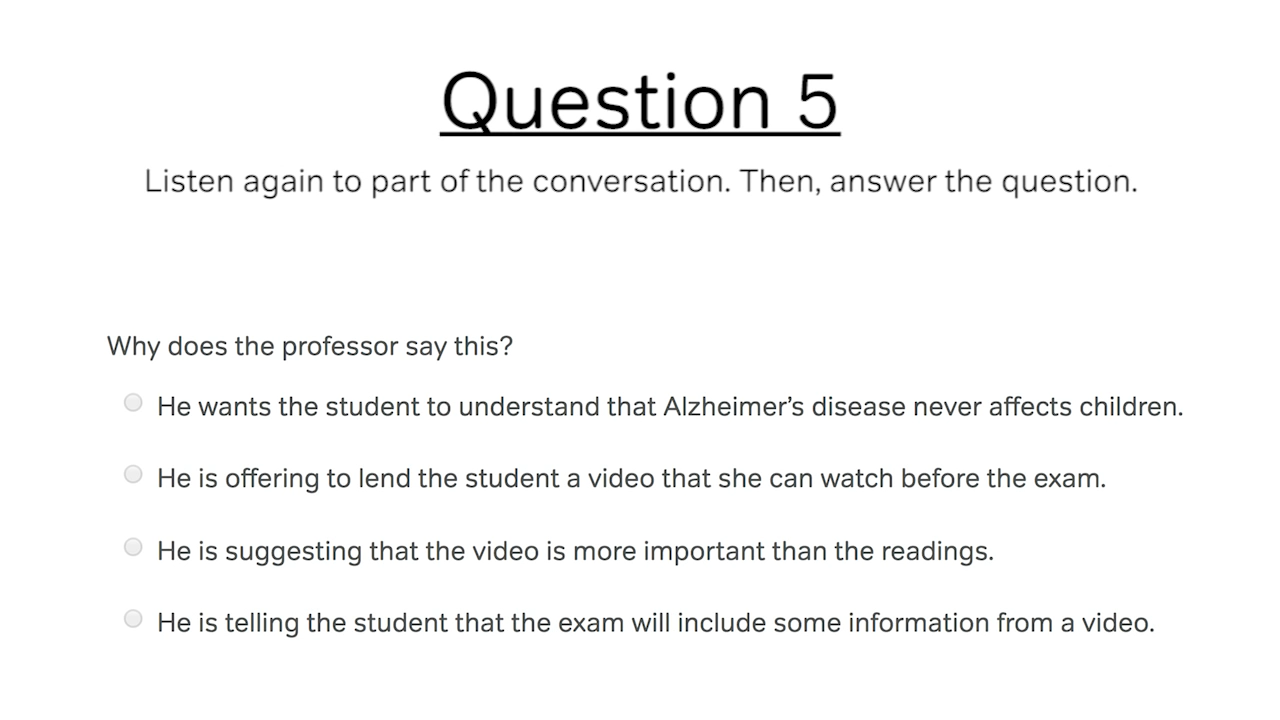 Question 5
Listen again to part of the conversation. Then, answer the question.
Why does the professor say this?
He wants the student to understand that Alzheimer’s disease never affects children.
He is offering to lend the student a video that she can watch before the exam.
He is suggesting that the video is more important than the readings.
He is telling the student that the exam will include some information from a video.